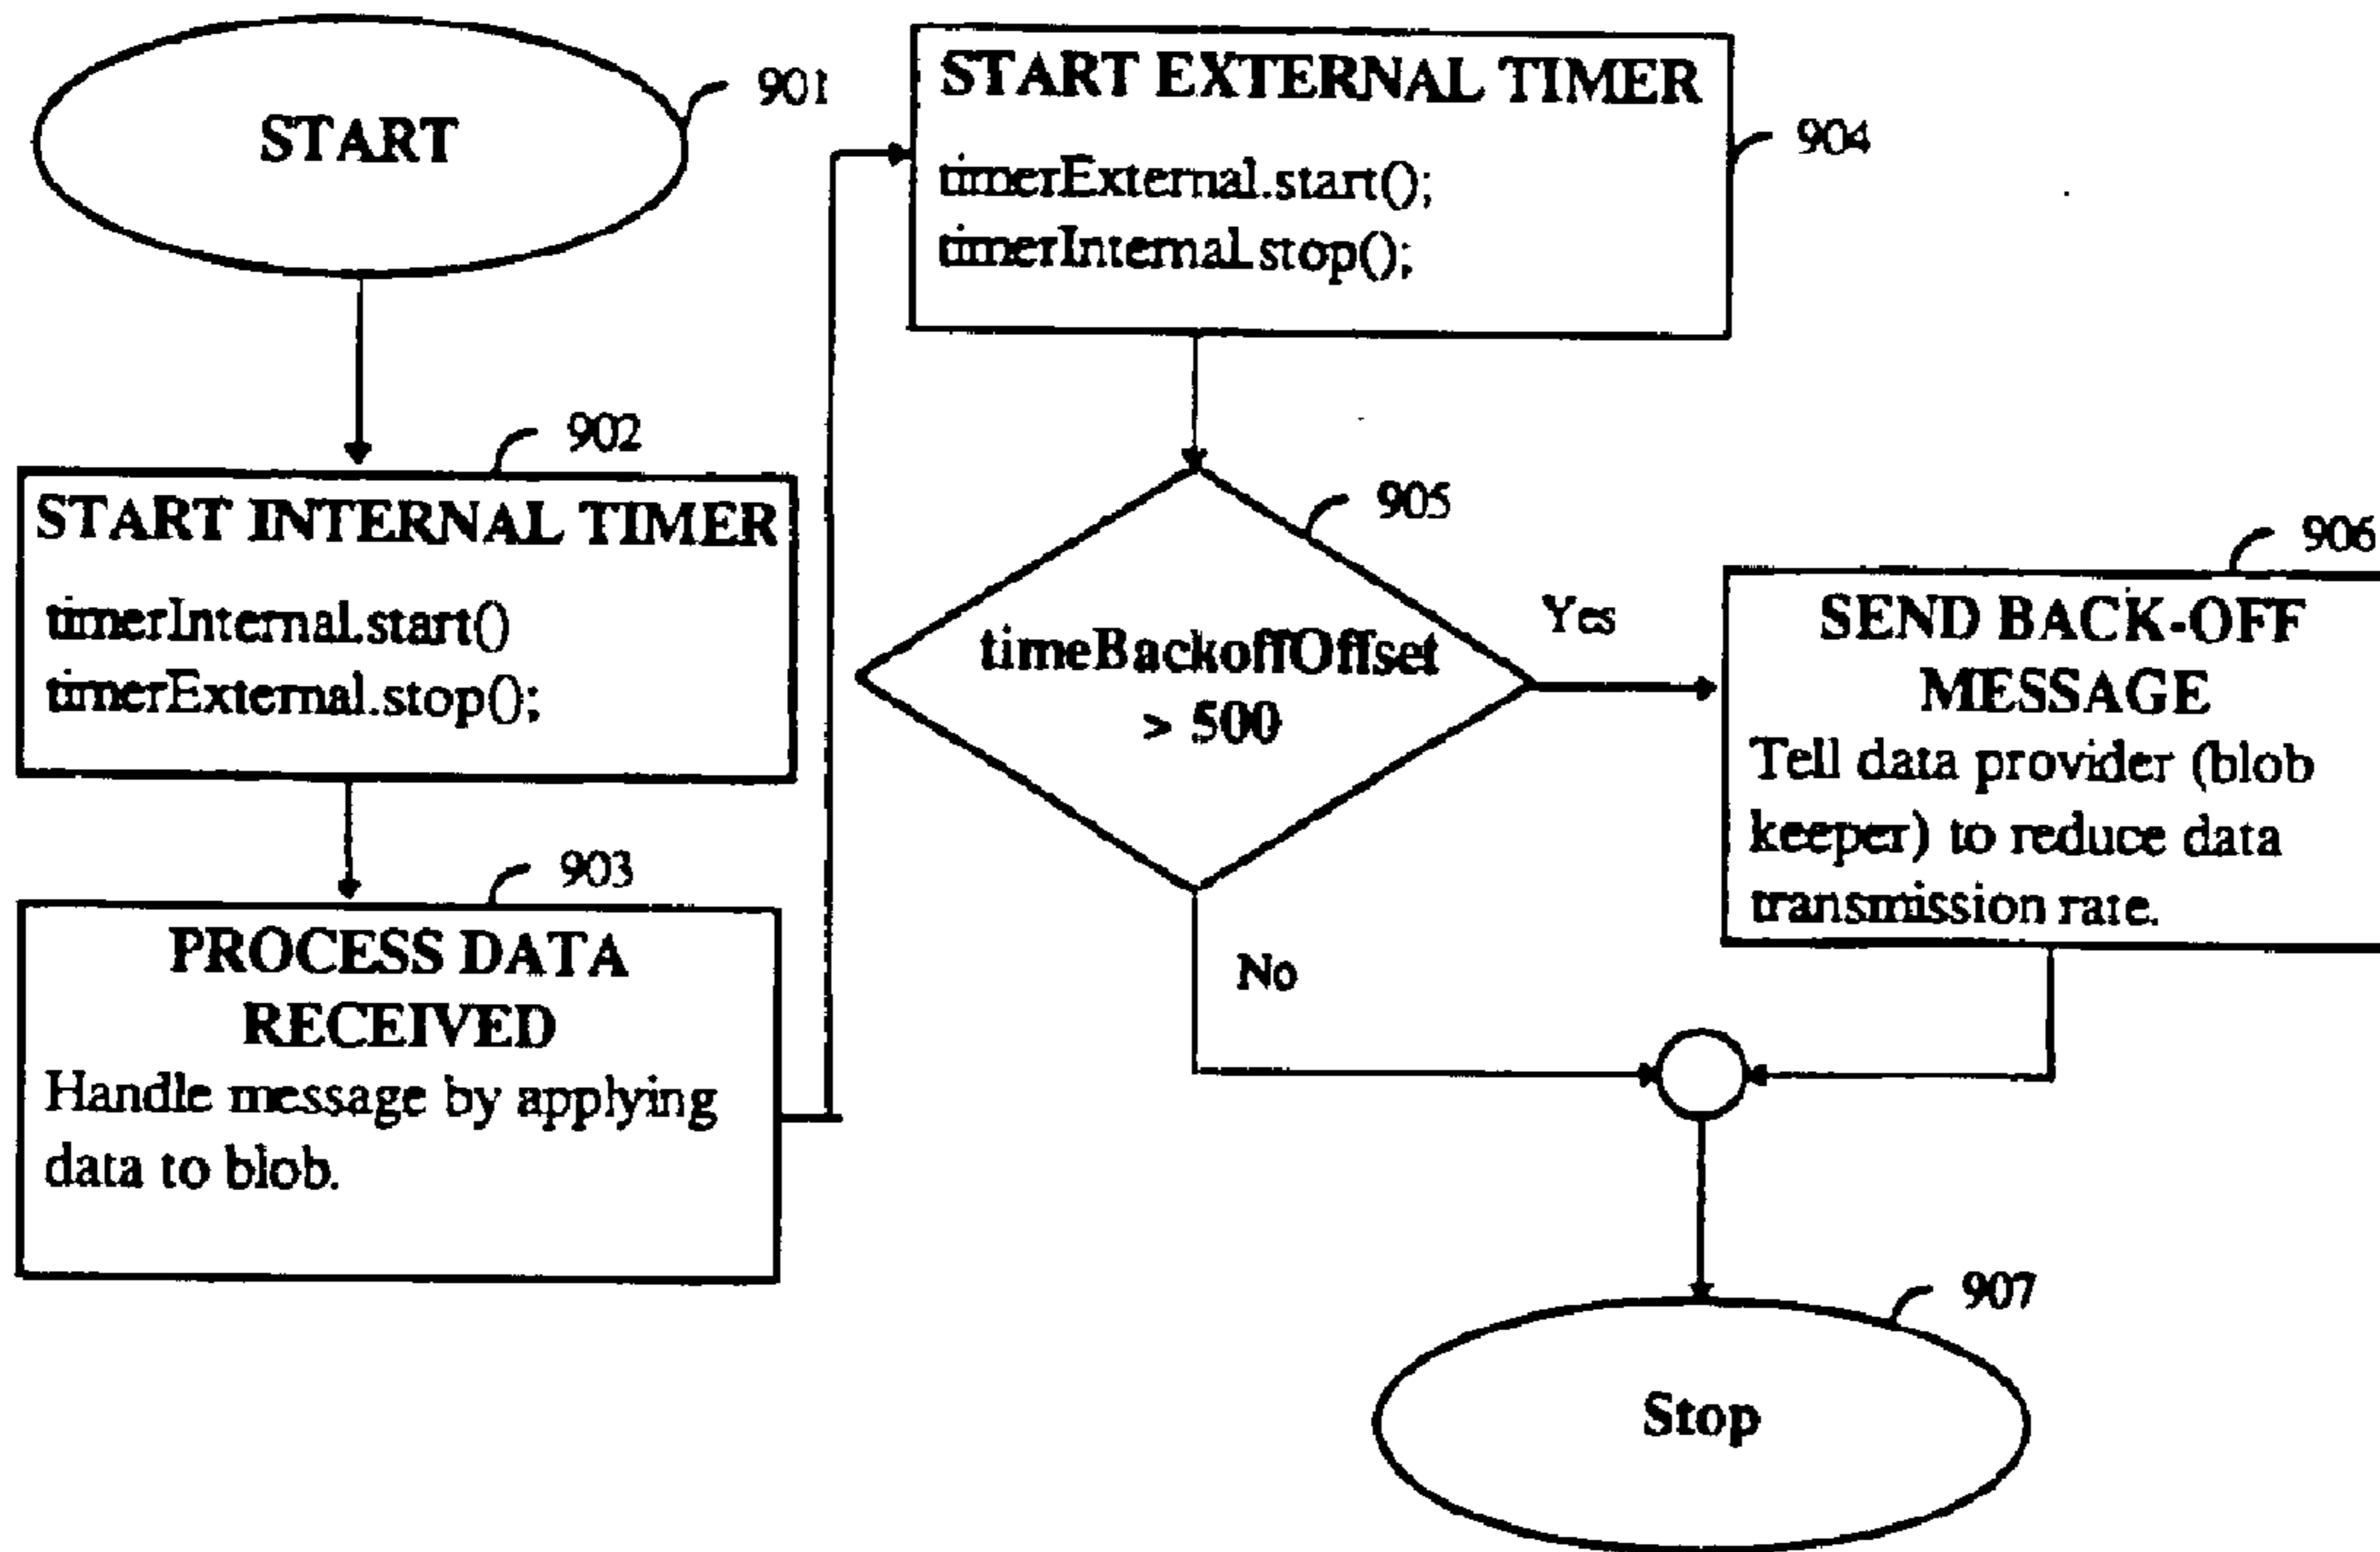 START
901
902
START INTERNAL TIMER
timerInternal.start()
timerExternal.stop();
903
PROCESS DATA
RECEIVED
Handle message by applying
data to blob.
START EXTERNAL TIMER
904
timerExternal.start();
timerInternal.stop();
905
timeBackoffOffset
> 500
Yes
No
906
SEND BACK-OFF
MESSAGE
Tell data provider (blob
keeper) to reduce data
transmission rate.
907
Stop